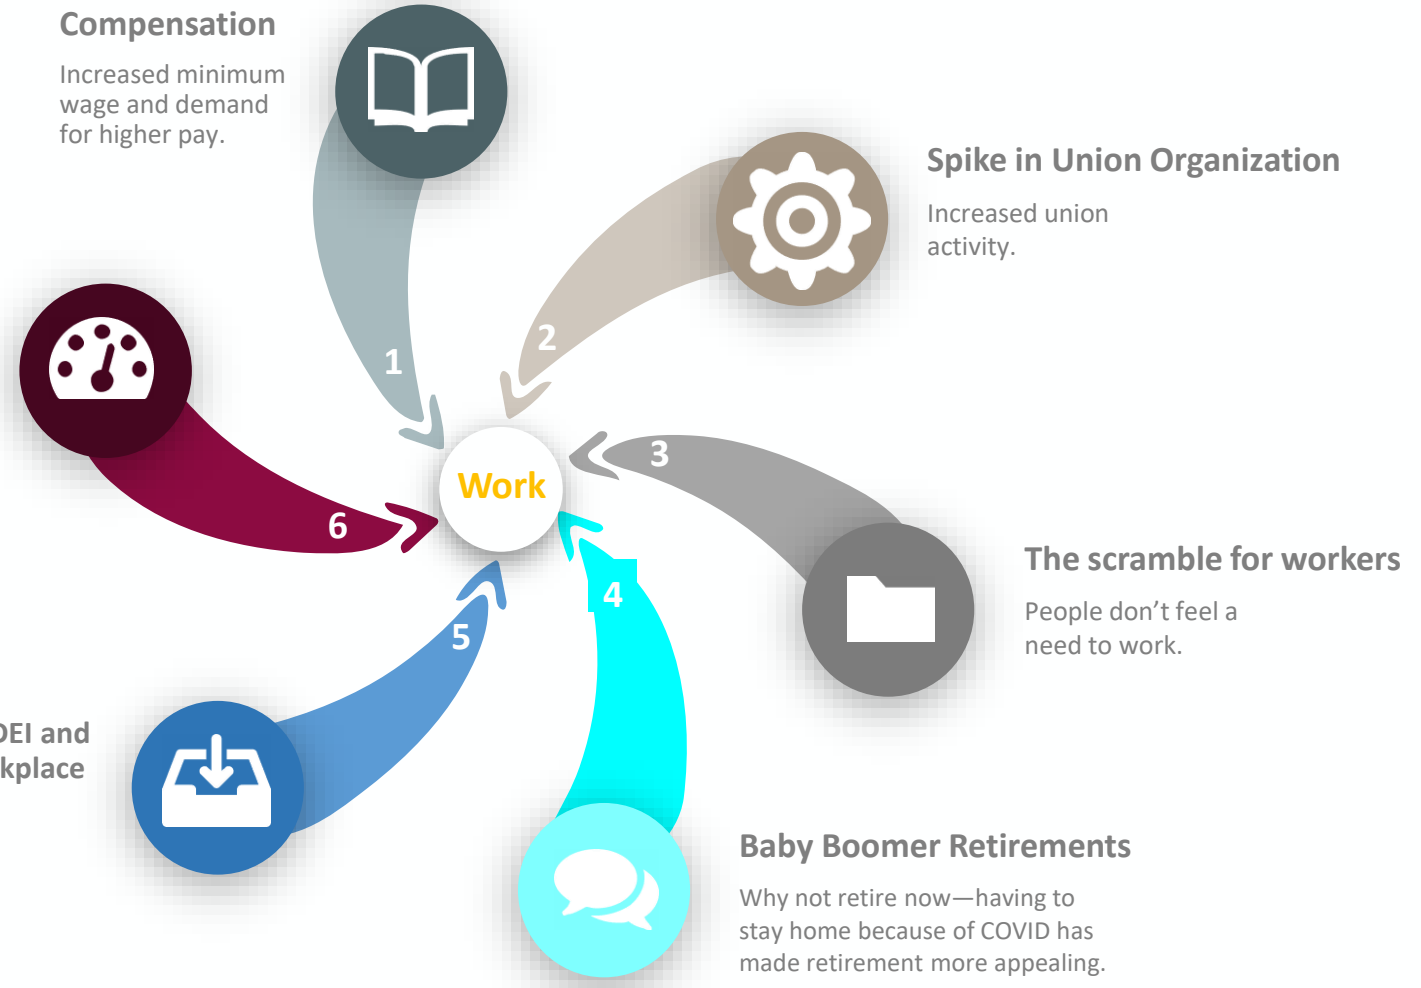 Compensation
Increased minimum
wage and demand
for higher pay.
Spike in Union Organization
Increased union
activity.
1
2
3
Work
6
4
The scramble for workers
People don’t feel a
need to work.
5
DEI and
kplace
Baby Boomer Retirements
Why not retire now—having to
stay home because of COVID has
made retirement more appealing.